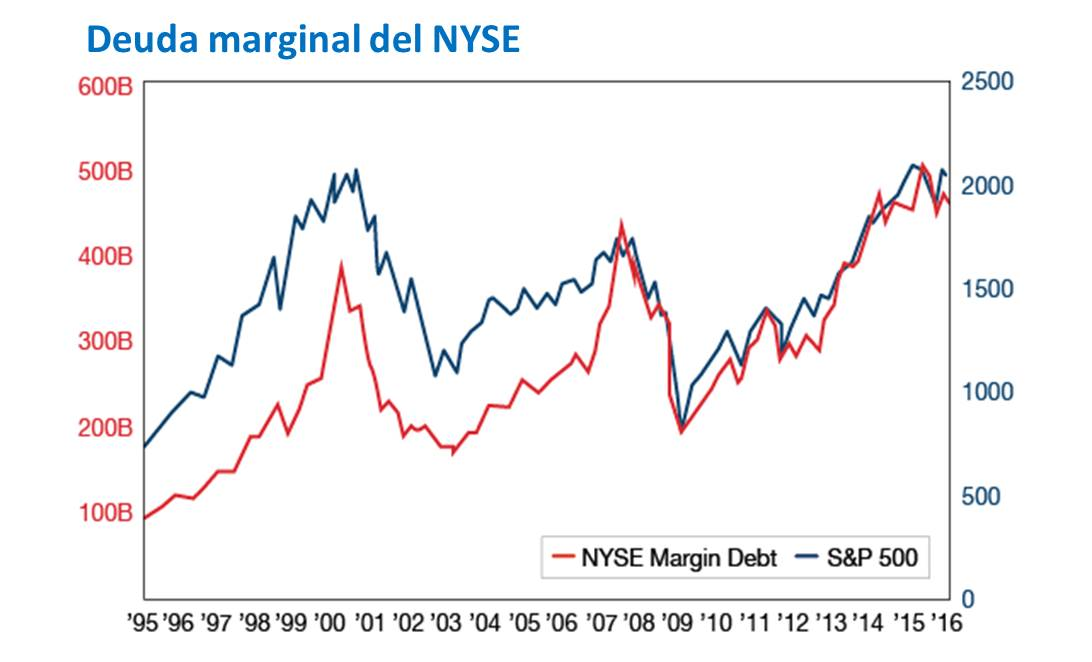 Deuda marginal del NYSE
600B
500B
400B
300B
200B
100B
2500
2000
1500
1000
500
0
NYSE Margin Debt
S&P 500
'95 '96 '97 '98 '99 '00 '01 '02 '03 '04 '05 '06 '07 '08 '09 '10 '11 '12 '13 '14 '15 '16